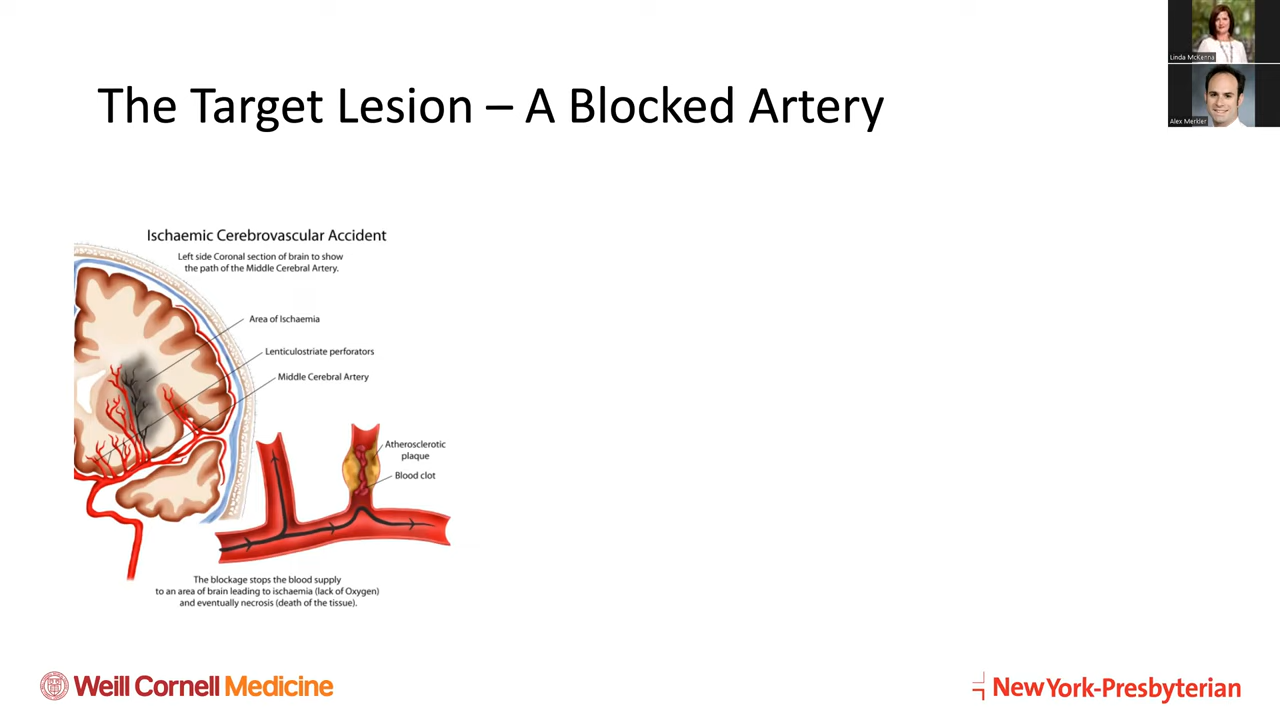 The Target Lesion – A Blocked Artery
Linda McKenna
Alex Merkler
Ischaemic Cerebrovascular Accident
Left side Coronal section of brain to show
the path of the Middle Cerebral Artery.
Area of Ischaemia
Lenticulostriate perforators
Middle Cerebral Artery
Atherosclerotic
plaque
Blood clot
The blockage stops the blood supply
to an area of brain leading to ischaemia (lack of Oxygen)
and eventually necrosis (death of the tissue).
Weill Cornell Medicine
NewYork-Presbyterian